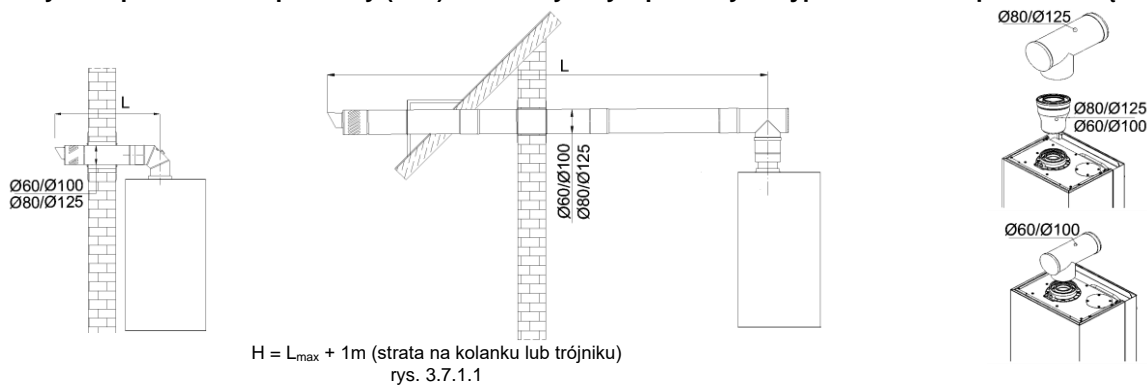 L
Ø60/Ø100
Ø80/Ø125
L
Ø60/Ø100
Ø80/Ø125
Ø80/Ø125
Ø80/Ø125
Ø60/Ø100
Ø60/Ø100
H = Lmax + 1m (strata na kolanku lub trójniku)
rys. 3.7.1.1